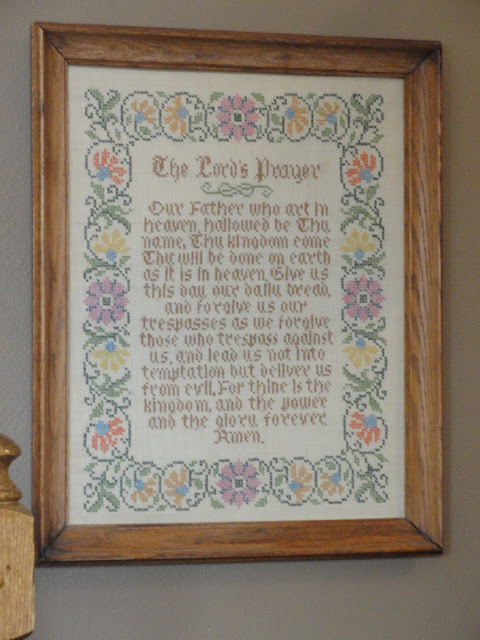 The Lord's Prayer
Our Father who art in
heaven, hallowed be Thy
name, Thy kingdom come
Thy will be done on earth
as it is in heaven, Give us
this day our daily bread,
and forgive us our
trespasses as we forgive
those who trespass against
us, and lead us not into
temptation but deliver us
from evil, For thine is the
kingdom, and the power
and the glory forever
Amen.